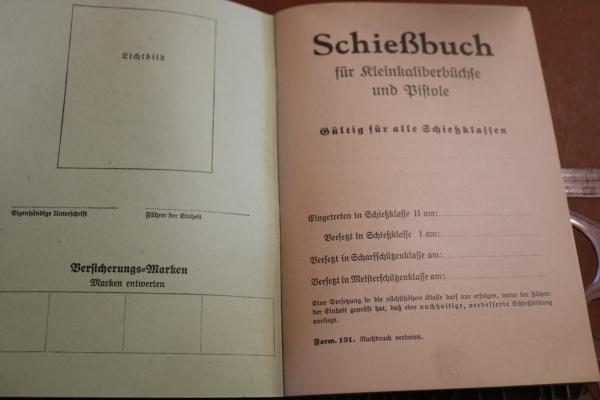 Lichtbild
Eigenhändige Unterschrift
Führer der Einheit
Versicherungs-Marken
Marken entwerten
Schießbuch
für Kleinkaliberbüchse
und Pistole
Gültig für alle Schießklassen
Eingetreten in Schießklasse II am:
Versetzt in Schießklasse I am:
Versetzt in Scharfschützenklasse am:
Versetzt in Meisterschützenklasse am:
Eine Versetzung in die nächsthöhere Klasse darf nur erfolgen, wenn der Führer
der Einheit geprüft hat, daß eine nachhaltige, verbesserte Schießleistung
vorliegt.
Form. 131. Nachdruck verboten.